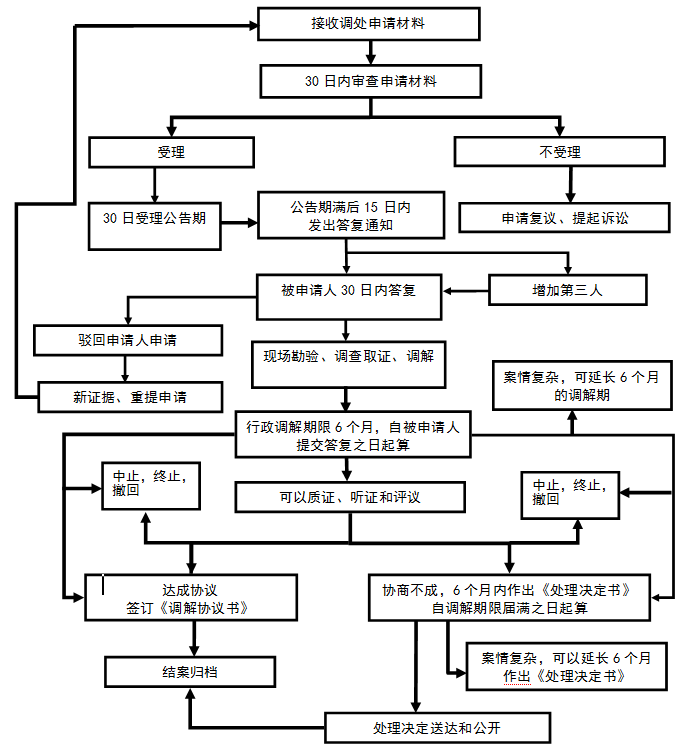 接收调处申请材料
30日内审查申请材料
受理
不受理
30日受理公告期
公告期满后15日内
发出答复通知
申请复议、提起诉讼
被申请人30日内答复
增加第三人
驳回申请人申请
现场勘验、调查取证、调解
新证据、重提申请
案情复杂，可延长6个月
的调解期
行政调解期限6个月，自被申请人
提交答复之日起算
中止，终止，
撤回
可以质证、听证和评议
中止，终止，
撤回
达成协议
签订《调解协议书》
协商不成，6个月内作出《处理决定书》
自调解期限届满之日起算
结案归档
案情复杂，可以延长6个月
作出《处理决定书》
处理决定送达和公开